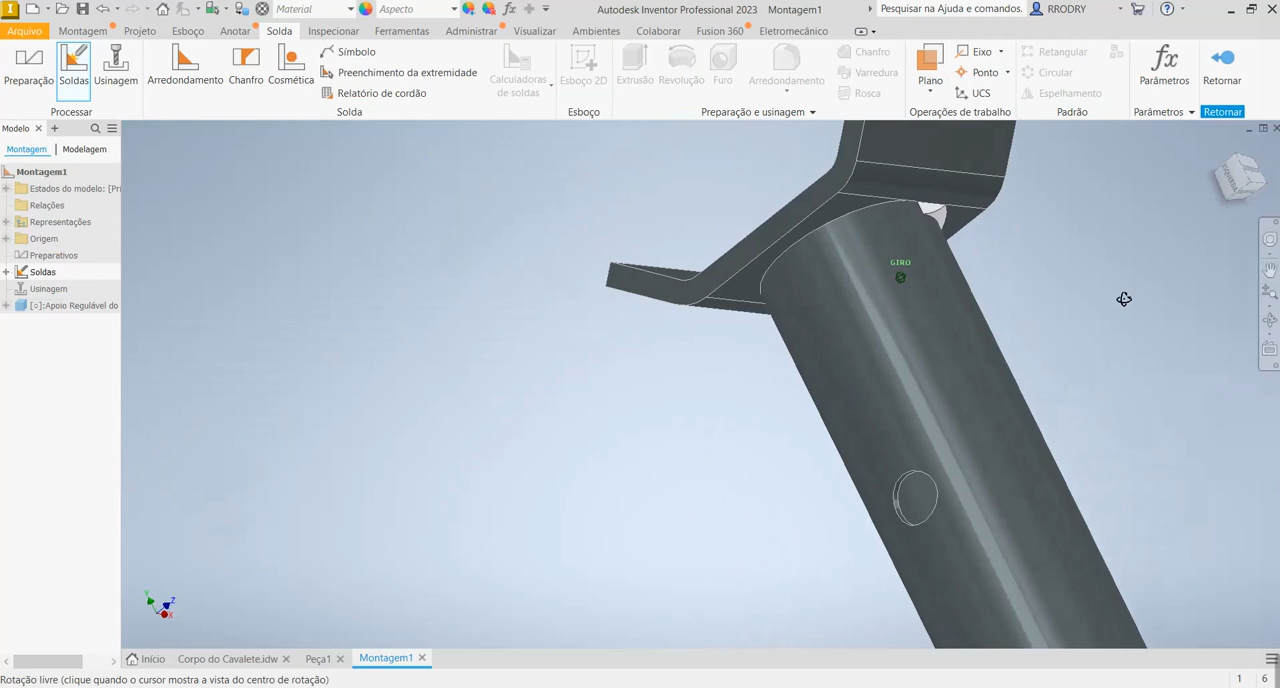 Material
Aspecto
Autodesk Inventor Professional 2023 Montagem1
Pesquisar na Ajuda e comandos.
RRODRY
Arquivo Montagem Projeto Esboço Anotar Solda Inspecionar Ferramentas Administrar Visualizar Ambientes Colaborar Fusion 360 Eletromecânico
Preparação Soldas Usinagem
Arredondamento Chanfro Cosmética
Símbolo
Preenchimento da extremidade
Relatório de cordão
Calculadoras de soldas
Esboço 2D
Extrusão Revolução Furo Arredondamento
Chanfro
Varredura
Rosca
Plano
Eixo
Ponto
UCS
Retangular
Circular
Espelhamento
Parâmetros
Retornar
Processar Solda Esboço Preparação e usinagem Operações de trabalho Padrão Parâmetros Retornar
Modelo
Montagem Modelagem
Montagem1
Estados do modelo: [Pri
Relações
Representações
Origem
Preparativos
Soldas
Usinagem
[○]:Apoio Regulável do
ESQUERDA
GIRO
Y
Z
X
Início Corpo do Cavalete.idw Peça1 Montagem1
Rotação livre (clique quando o cursor mostra a vista do centro de rotação)
1 6